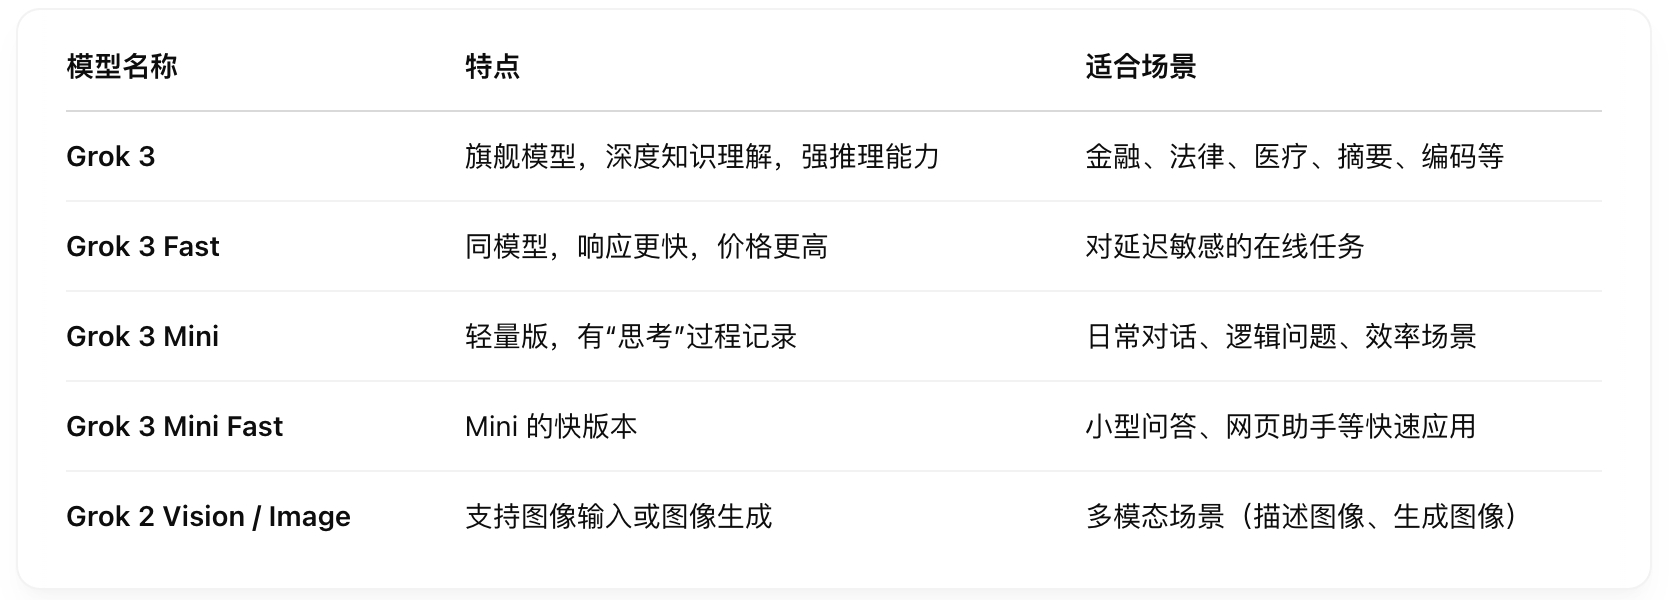 模型名称 特点 适合场景
Grok 3 旗舰模型，深度知识理解，强推理能力 金融、法律、医疗、摘要、编码等
Grok 3 Fast 同模型，响应更快，价格更高 对延迟敏感的在线任务
Grok 3 Mini 轻量版，有“思考”过程记录 日常对话、逻辑问题、效率场景
Grok 3 Mini Fast Mini 的快版本 小型问答、网页助手等快速应用
Grok 2 Vision / Image 支持图像输入或图像生成 多模态场景（描述图像、生成图像）